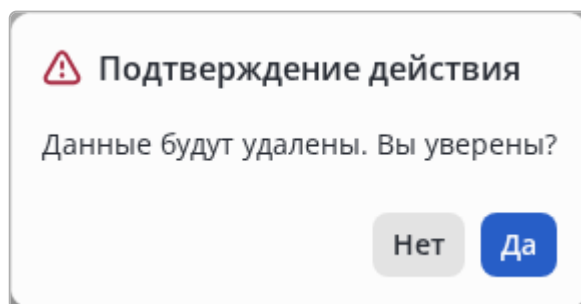 Подтверждение действия
Данные будут удалены. Вы уверены?
Нет Да